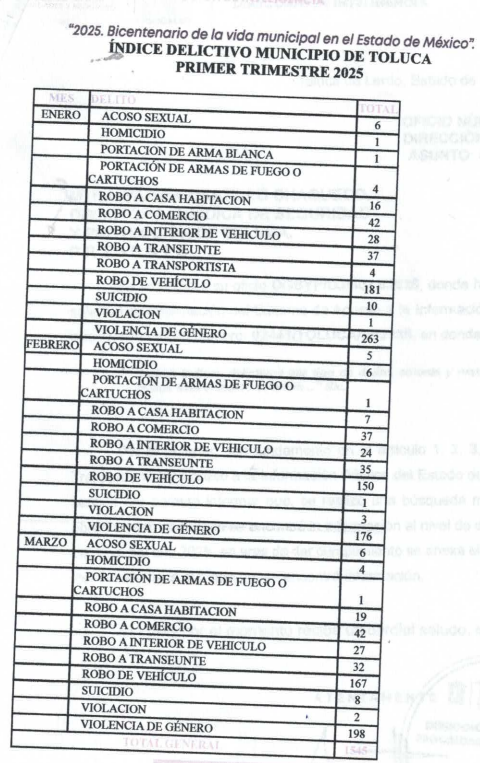 "2025. Bicentenario de la vida municipal en el Estado de México".
ÍNDICE DELICTIVO MUNICIPIO DE TOLUCA
PRIMER TRIMESTRE 2025
MES DELITO TOTAL
ENERO ACOSO SEXUAL 6
HOMICIDIO 1
PORTACION DE ARMA BLANCA 1
PORTACIÓN DE ARMAS DE FUEGO O
CARTUCHOS 4
ROBO A CASA HABITACION 16
ROBO A COMERCIO 42
ROBO A INTERIOR DE VEHICULO 28
ROBO A TRANSEUNTE 37
ROBO A TRANSPORTISTA 4
ROBO DE VEHÍCULO 181
SUICIDIO 10
VIOLACION 1
VIOLENCIA DE GÉNERO 263
FEBRERO ACOSO SEXUAL 5
HOMICIDIO 6
PORTACIÓN DE ARMAS DE FUEGO O
CARTUCHOS 1
ROBO A CASA HABITACION 7
ROBO A COMERCIO 37
ROBO A INTERIOR DE VEHICULO 24
ROBO A TRANSEUNTE 35
ROBO DE VEHÍCULO 150
SUICIDIO 1
VIOLACION 3
VIOLENCIA DE GÉNERO 176
MARZO ACOSO SEXUAL
HOMICIDIO 4
PORTACIÓN DE ARMAS DE FUEGO O
CARTUCHOS 1
ROBO A CASA HABITACION 19
ROBO A COMERCIO 42
ROBO A INTERIOR DE VEHICULO 27
ROBO A TRANSEUNTE 32
ROBO DE VEHÍCULO 167
SUICIDIO 8
VIOLACION 2
VIOLENCIA DE GÉNERO 198
TOTAL GENERAL 1545